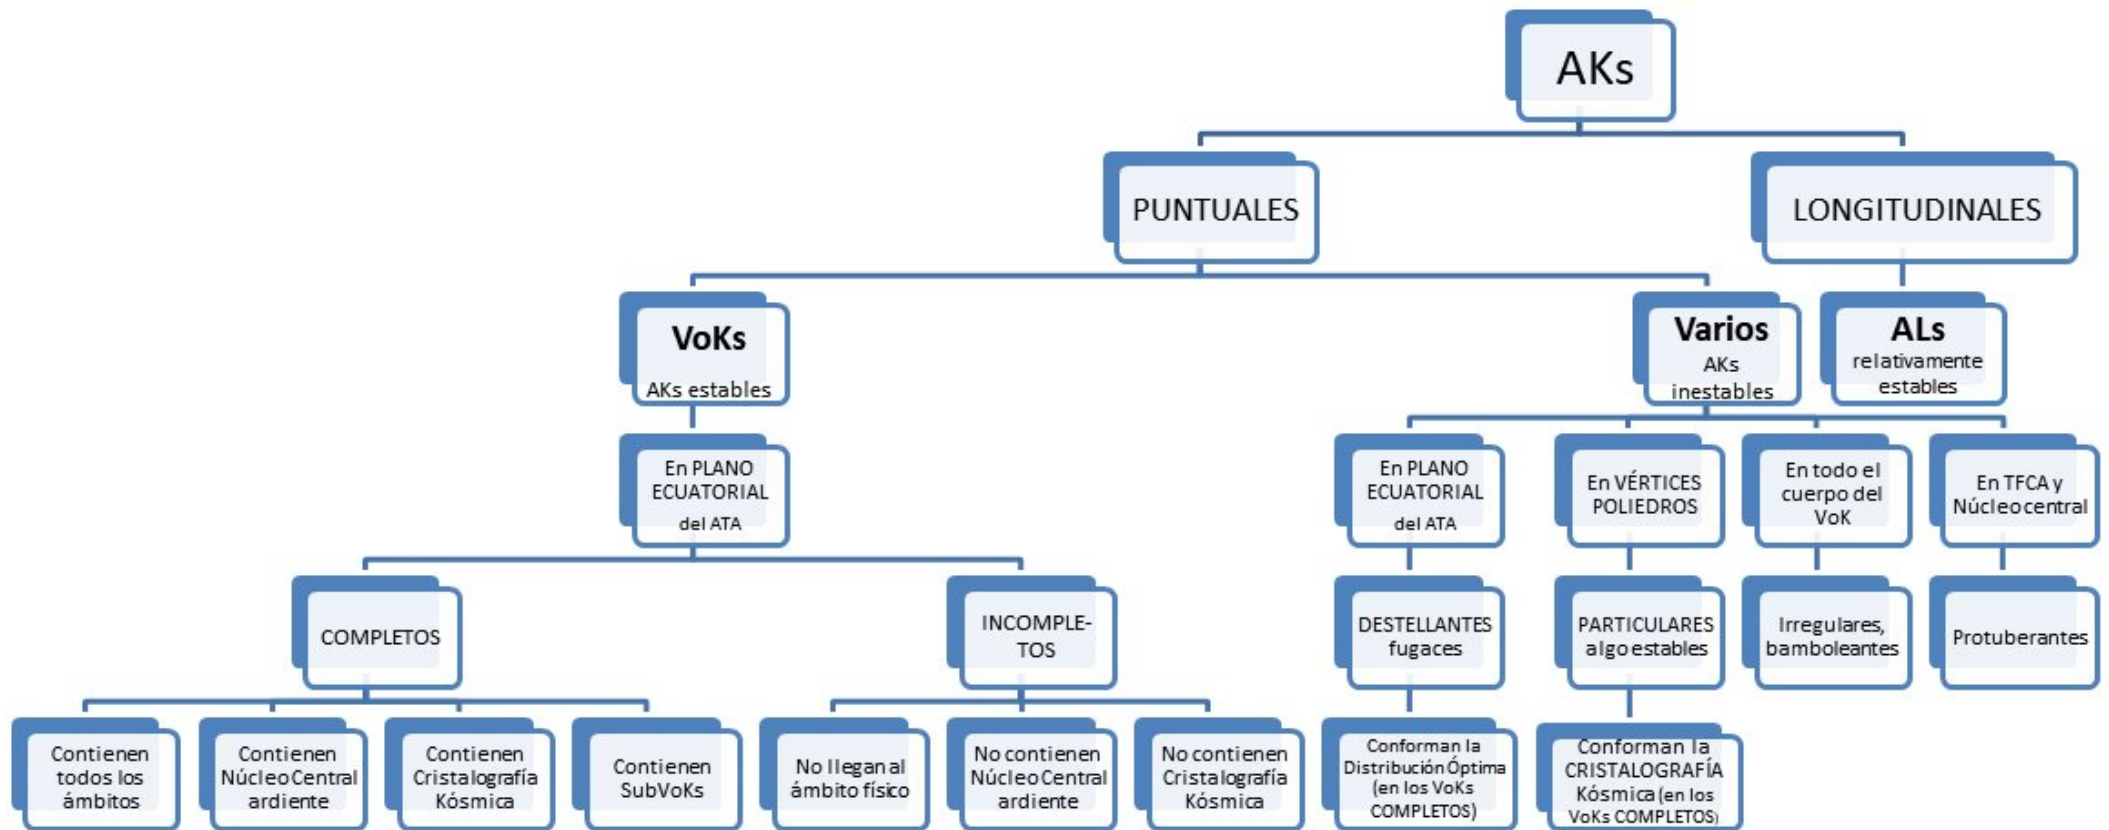 AKs
PUNTUALES
LONGITUDINALES
VoKs
AKs estables
Varios
AKs
inestables
ALs
relativamente
estables
En PLANO
ECUATORIAL
del ATA
En PLANO
ECUATORIAL
del ATA
En VÉRTICES
POLIEDROS
En todo el
cuerpo del
VoK
En TFCA y
Núcleo central
COMPLETOS
INCOMPLE-
TOS
DESTELLANTES
fugaces
PARTICULARES
algo estables
Irregulares,
bamboleantes
Protuberantes
Contienen
todos los
ámbitos
Contienen
Núcleo Central
ardiente
Contienen
Cristalografía
Kósmica
Contienen
SubVoKs
No llegan al
ámbito físico
No contienen
Núcleo Central
ardiente
No contienen
Cristalografía
Kósmica
Conforman la
Distribución Óptima
(en los VoKs
COMPLETOS)
Conforman la
CRISTALOGRAFÍA
Kósmica (en los
VoKs COMPLETOS)